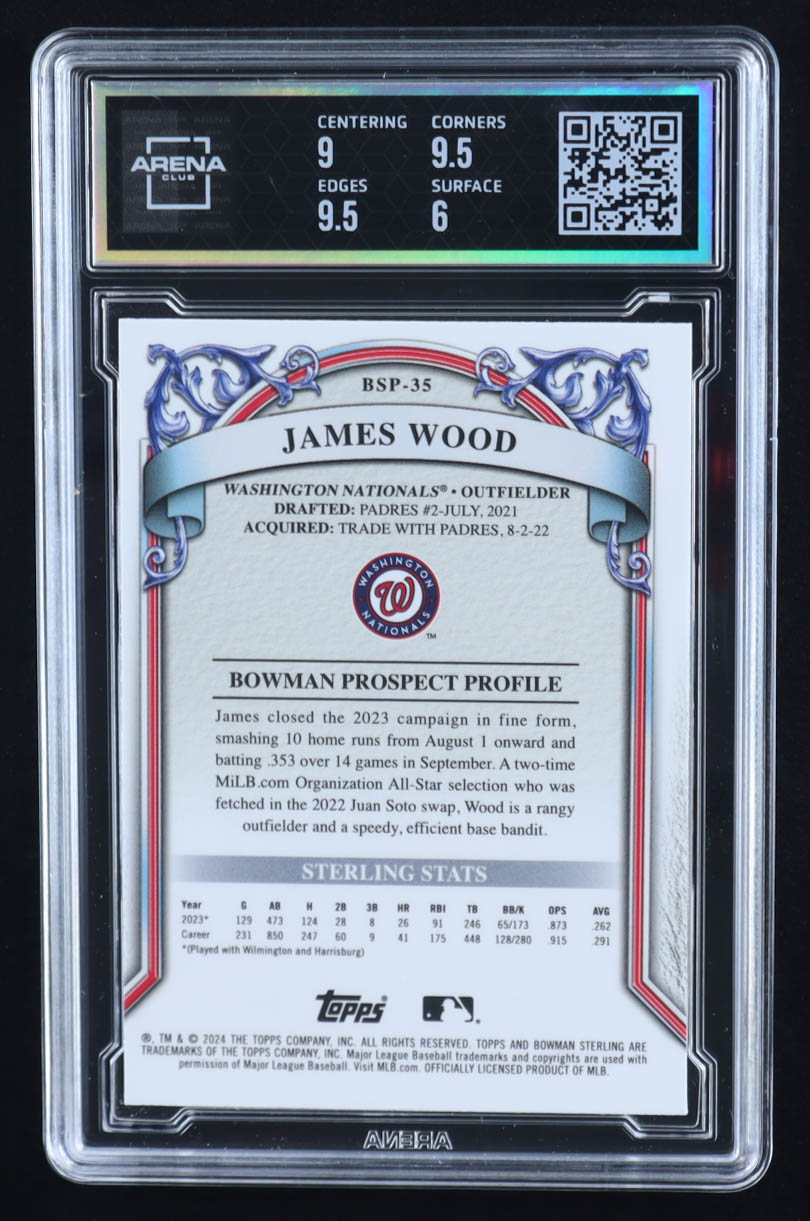 ARENA
CLUB
CENTERING
9
CORNERS
9.5
EDGES
9.5
SURFACE
6
BSP-35
JAMES WOOD
WASHINGTON NATIONALS® • OUTFIELDER
DRAFTED: PADRES #2-JULY, 2021
ACQUIRED: TRADE WITH PADRES, 8-2-22
WASHINGTON
W
NATIONALS
TM
BOWMAN PROSPECT PROFILE
James closed the 2023 campaign in fine form,
smashing 10 home runs from August 1 onward and
batting .353 over 14 games in September. A two-time
MiLB.com Organization All-Star selection who was
fetched in the 2022 Juan Soto swap, Wood is a rangy
outfielder and a speedy, efficient base bandit.
STERLING STATS
Year G AB H 2B 3B HR RBI TB BB/K OPS AVG
2023* 129 473 124 28 8 26 91 246 65/173 .873 .262
Career 231 850 247 60 9 41 175 448 128/280 .915 .291
*(Played with Wilmington and Harrisburg)
topps®
®, TM & © 2024 THE TOPPS COMPANY, INC. ALL RIGHTS RESERVED. TOPPS AND BOWMAN STERLING ARE
TRADEMARKS OF THE TOPPS COMPANY, INC. Major League Baseball trademarks and copyrights are used with
permission of Major League Baseball. Visit MLB.com. OFFICIALLY LICENSED PRODUCT OF MLB.
ARENA